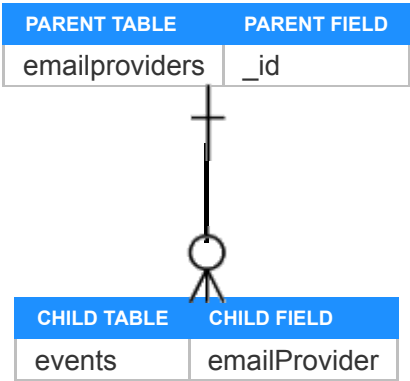 PARENT TABLE PARENT FIELD
emailproviders _id
CHILD TABLE CHILD FIELD
events emailProvider